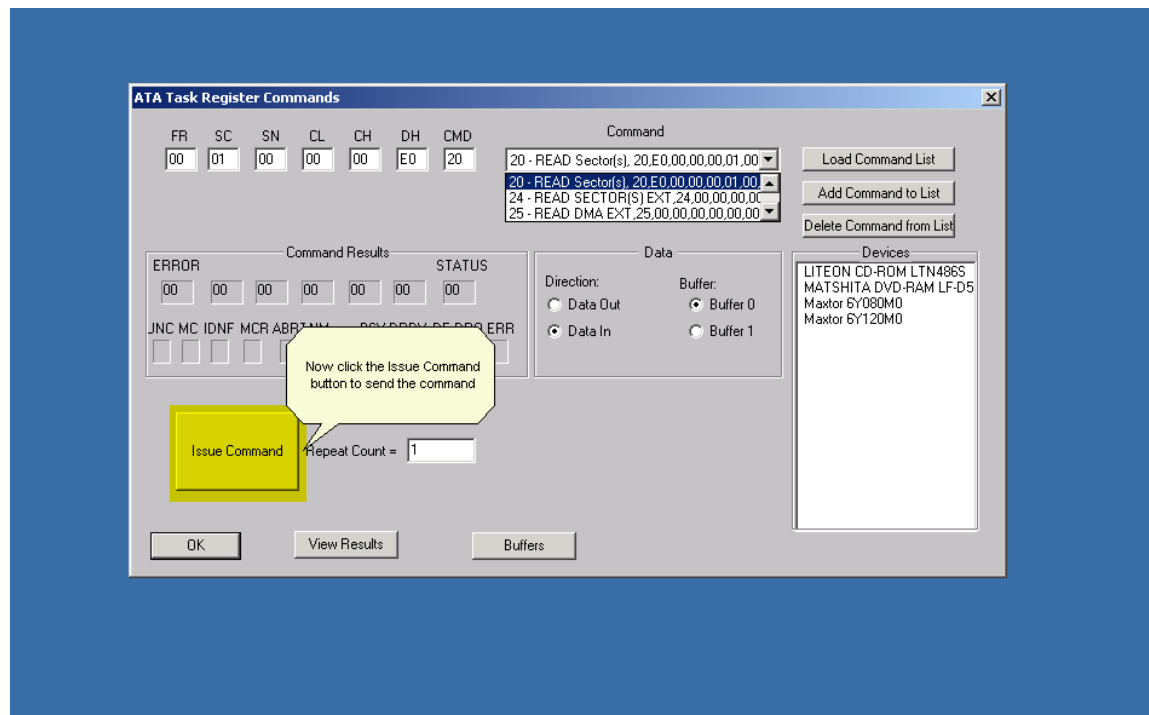 ATA Task Register Commands
FR SC SN CL CH DH CMD
00 01 00 00 00 E0 20
Command
20 - READ Sector(s), 20,E0,00,00,00,01,00
20 - READ Sector(s), 20,E0,00,00,00,01,00,
24 - READ SECTOR(S) EXT,24,00,00,00,0
25 - READ DMA EXT,25,00,00,00,00,00,00
Load Command List
Add Command to List
Delete Command from List
Command Results
ERROR STATUS
00 00 00 00 00 00 00
MC IDNF MCR ERR
Now click the Issue Command
button to send the command
Data
Direction: Buffer:
Data Out Buffer 0
Data In Buffer 1
Devices
LITEON CD-ROM LTN486S
MATSHITA DVD-RAM LF-D5
Maxtor 6Y080M0
Maxtor 6Y120M0
Issue Command
Repeat Count = 1
OK
View Results
Buffers